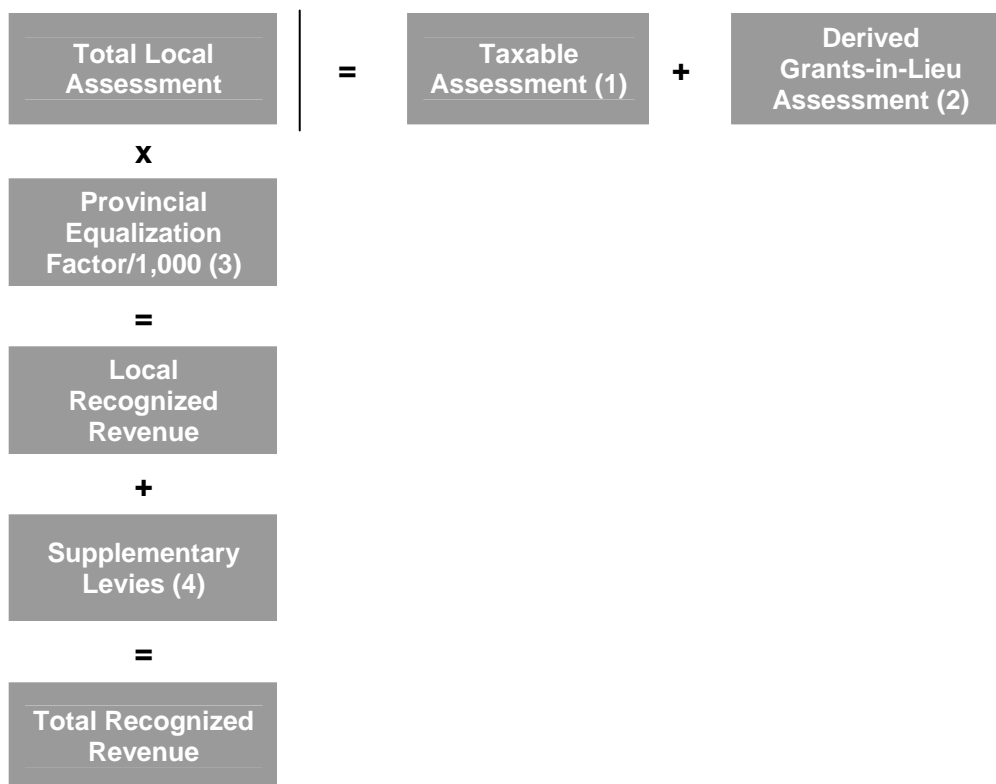 Total Local
Assessment
=
Taxable
Assessment (1)
+
Derived
Grants-in-Lieu
Assessment (2)
x
Provincial
Equalization
Factor/1,000 (3)
=
Local
Recognized
Revenue
+
Supplementary
Levies (4)
=
Total Recognized
Revenue